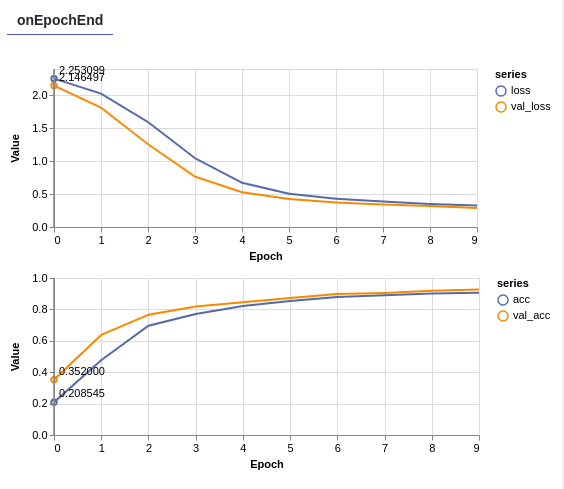 onEpochEnd
2.253099
2.146497
2.0
1.5
1.0
0.5
0.0
Value
0 1 2 3 4 5 6 7 8 9
Epoch
series
loss
val_loss
1.0
0.8
0.6
0.4
0.2
0.0
Value
0.352000
0.208545
0 1 2 3 4 5 6 7 8 9
Epoch
series
acc
val_acc